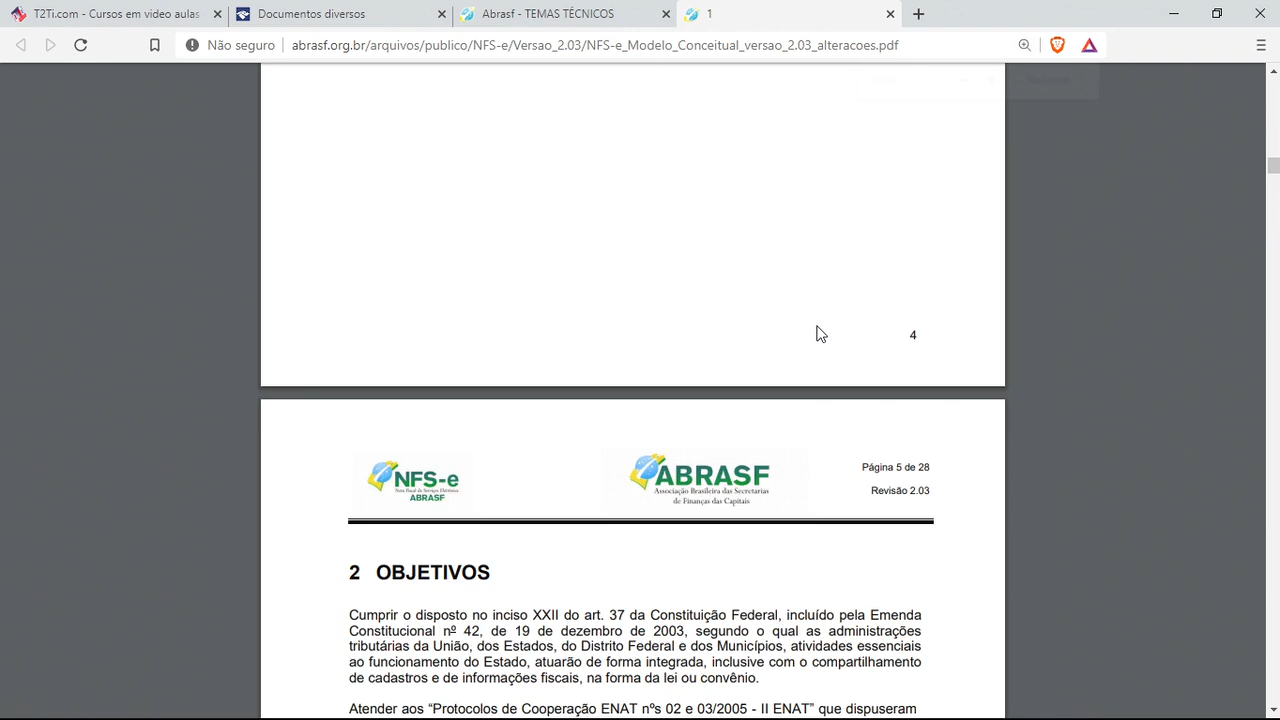 T2Ti.com - Cursos em video aulas
Documentos diversos
Abrasf - TEMAS TÉCNICOS
1
Não seguro
abrasf.org.br/arquivos/publico/NFS-e/Versao_2.03/NFS-e_Modelo_Conceitual_versao_2.03_alteracoes.pdf
4
NFS-e
Nota Fiscal de Serviços Eletrônica
ABRASF
ABRASF
Associação Brasileira das Secretarias
de Finanças das Capitais
Página 5 de 28
Revisão 2.03
2 OBJETIVOS
Cumprir o disposto no inciso XXII do art. 37 da Constituição Federal, incluído pela Emenda
Constitucional nº 42, de 19 de dezembro de 2003, segundo o qual as administrações
tributárias da União, dos Estados, do Distrito Federal e dos Municípios, atividades essenciais
ao funcionamento do Estado, atuarão de forma integrada, inclusive com o compartilhamento
de cadastros e de informações fiscais, na forma da lei ou convênio.
Atender aos “Protocolos de Cooperação ENAT nºs 02 e 03/2005 - II ENAT” que dispuseram